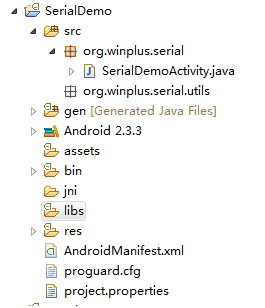 SerialDemo
src
org.winplus.serial
SerialDemoActivity.java
org.winplus.serial.utils
gen [Generated Java Files]
Android 2.3.3
assets
bin
jni
libs
res
AndroidManifest.xml
proguard.cfg
project.properties